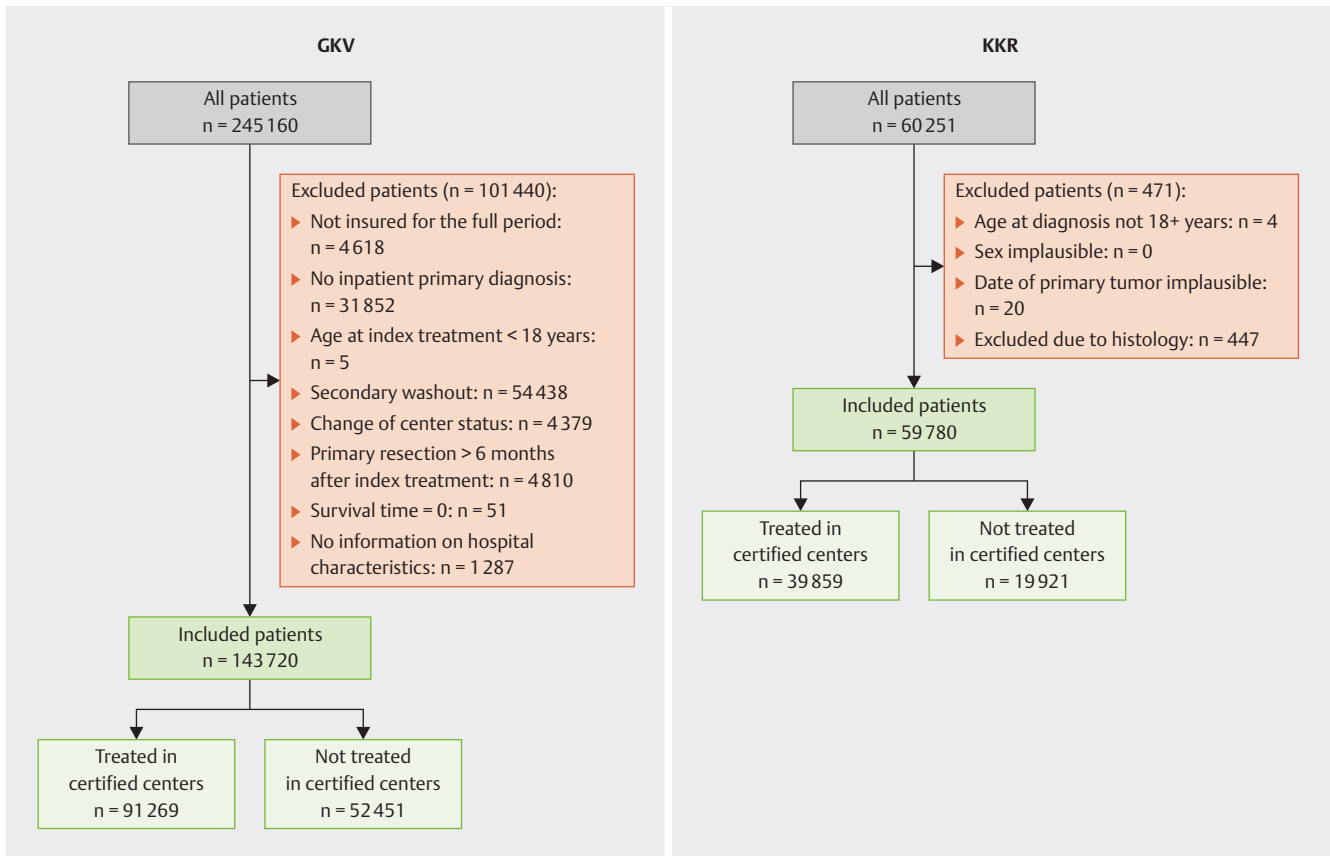 GKV
All patients
n = 245 160
Excluded patients (n = 101 440):
Not insured for the full period:
n = 4 618
No inpatient primary diagnosis:
n = 31 852
Age at index treatment < 18 years:
n = 5
Secondary washout: n = 54 438
Change of center status: n = 4 379
Primary resection > 6 months
after index treatment: n = 4 810
Survival time = 0: n = 51
No information on hospital
characteristics: n = 1 287
Included patients
n = 143 720
Treated in
certified centers
n = 91 269
Not treated
in certified centers
n = 52 451
KKR
All patients
n = 60 251
Excluded patients (n = 471):
Age at diagnosis not 18+ years: n = 4
Sex implausible: n = 0
Date of primary tumor implausible:
n = 20
Excluded due to histology: n = 447
Included patients
n = 59 780
Treated in
certified centers
n = 39 859
Not treated
in certified centers
n = 19 921